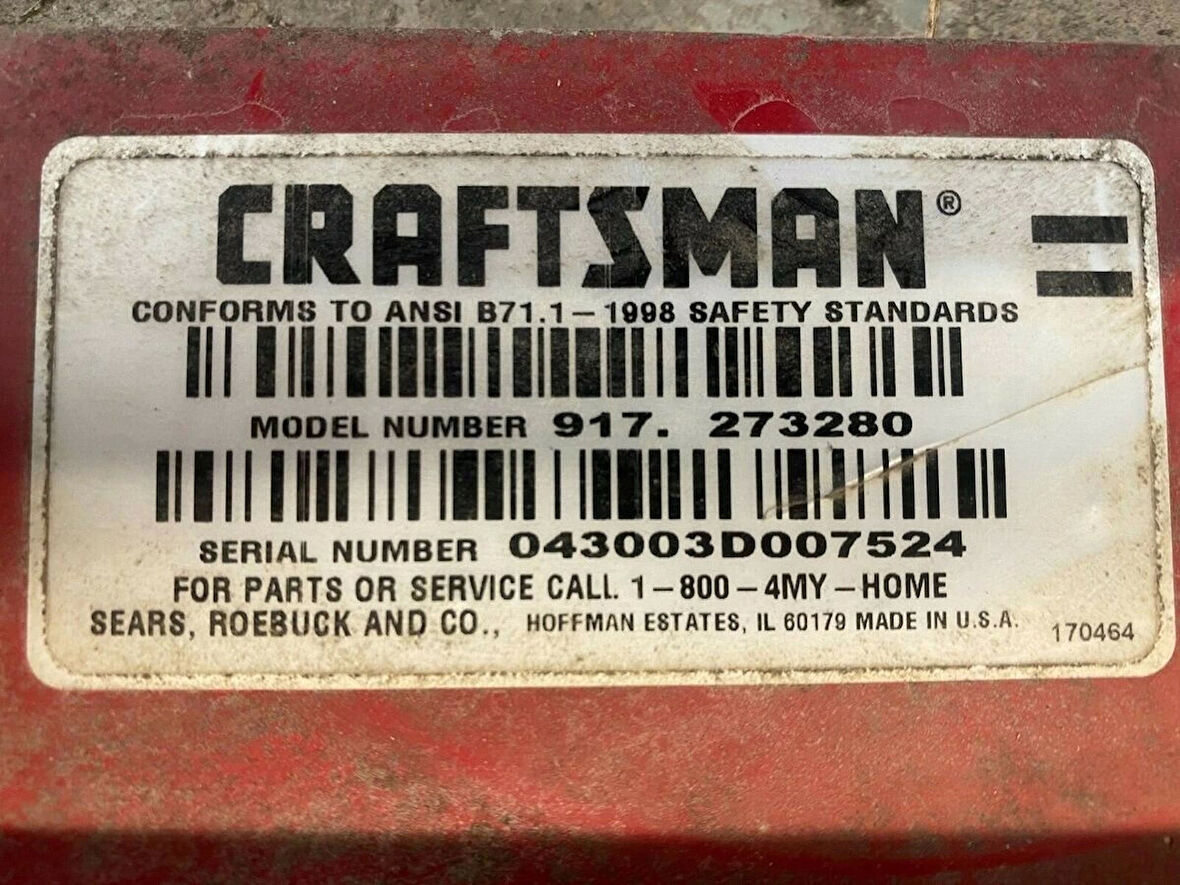 CRAFTSMAN®
CONFORMS TO ANSI B71.1-1998 SAFETY STANDARDS
MODEL NUMBER 917. 273280
SERIAL NUMBER 043003D007524
FOR PARTS OR SERVICE CALL. 1-800-4MY-HOME
SEARS, ROEBUCK AND CO., HOFFMAN ESTATES, IL 60179 MADE IN U.S.A.
170464